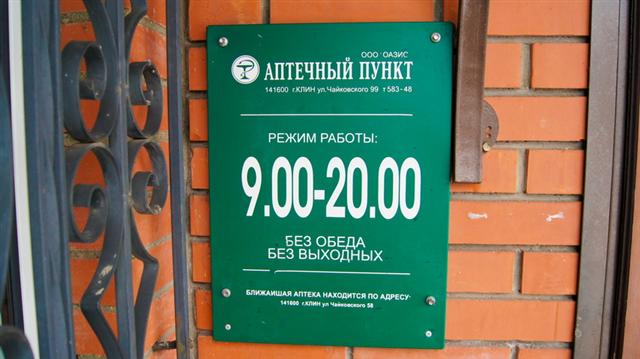 ООО "ОАЗИС
АПТЕЧНЫЙ ПУНКТ
141600 г.КЛИН ул.Чайковского 99 т 583-48
РЕЖИМ РАБОТЫ:
9.00-20.00
БЕЗ ОБЕДА
БЕЗ ВЫХОДНЫХ
БЛИЖАИШАЯ АПТЕКА НАХОДИТСЯ ПО АДРЕСУ·
141600 г.КЛИН ул Чайковского 58